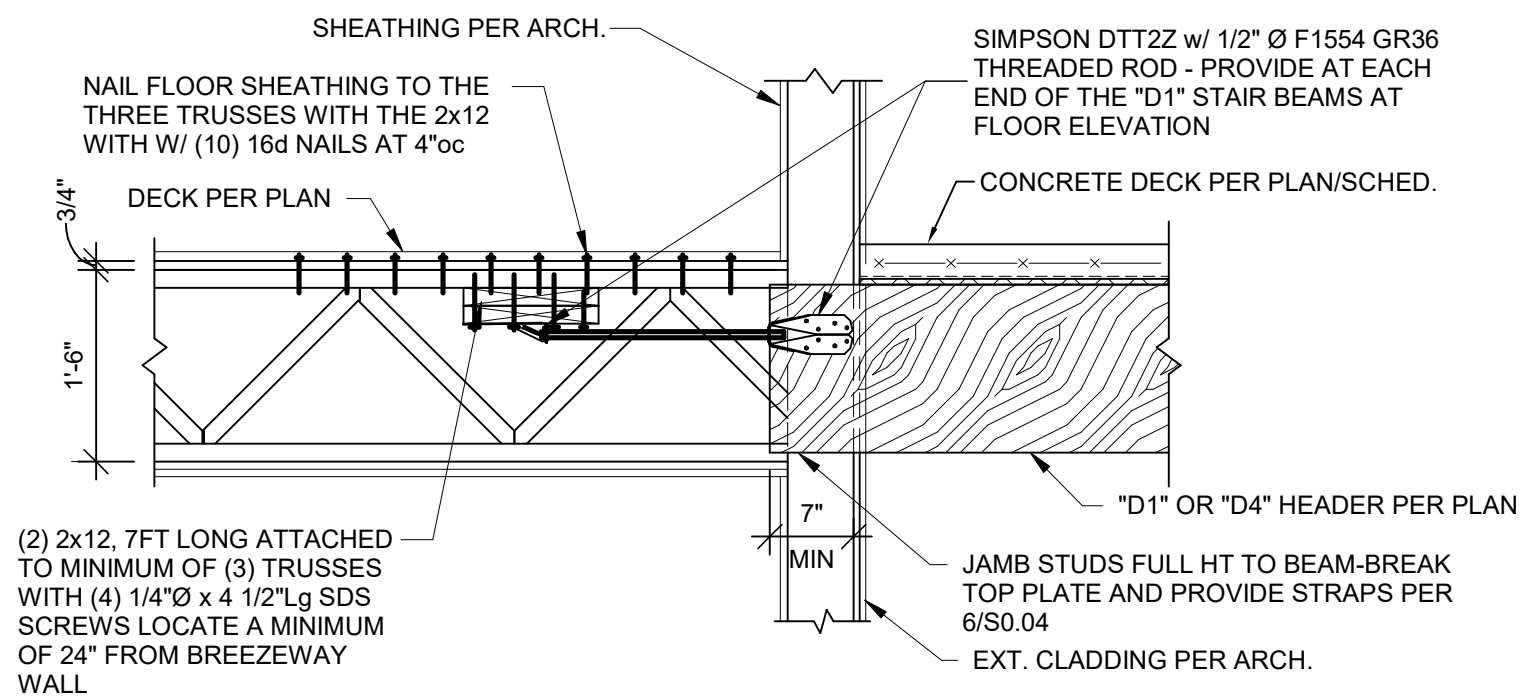 SHEATHING PER ARCH.
NAIL FLOOR SHEATHING TO THE
THREE TRUSSES WITH THE 2x12
WITH W/ (10) 16d NAILS AT 4"oc
DECK PER PLAN
3/4"
1'-6"
(2) 2x12, 7FT LONG ATTACHED
TO MINIMUM OF (3) TRUSSES
WITH (4) 1/4"Ø x 4 1/2"Lg SDS
SCREWS LOCATE A MINIMUM
OF 24" FROM BREEZEWAY
WALL
SIMPSON DTT2Z w/ 1/2" Ø F1554 GR36
THREADED ROD - PROVIDE AT EACH
END OF THE "D1" STAIR BEAMS AT
FLOOR ELEVATION
CONCRETE DECK PER PLAN/SCHED.
"D1" OR "D4" HEADER PER PLAN
7"
MIN
JAMB STUDS FULL HT TO BEAM-BREAK
TOP PLATE AND PROVIDE STRAPS PER
6/S0.04
EXT. CLADDING PER ARCH.